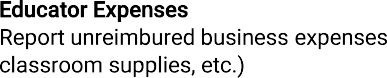 Educator Expenses
Report unreimbured business expenses
classroom supplies, etc.)